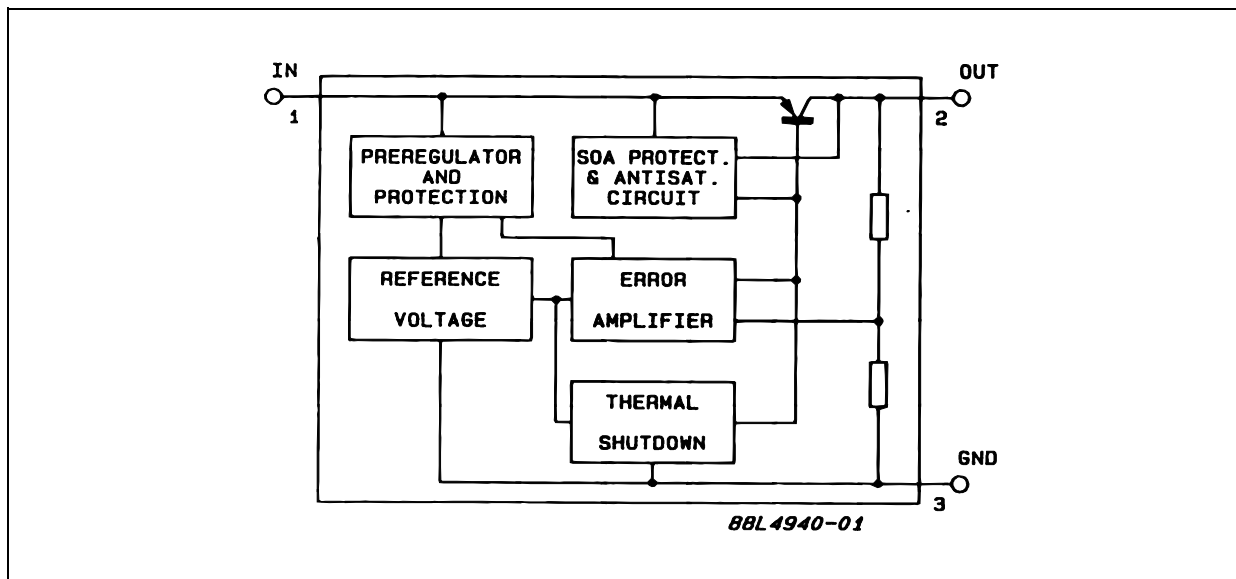 IN
OUT
1
2
PREREGULATOR
AND
PROTECTION
SOA PROTECT.
& ANTISAT.
CIRCUIT
REFERENCE
VOLTAGE
ERROR
AMPLIFIER
THERMAL
SHUTDOWN
GND
3
88L4940-01